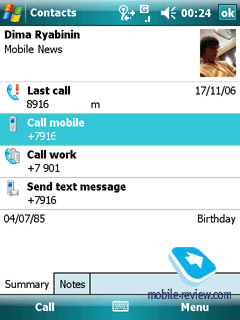 Contacts 00:24 ok
Dima Ryabinin
Mobile News
Last call 17/11/06
8916 m
Call mobile
+7916
Call work
+7 901
Send text message
+7916
04/07/85 Birthday
Summary Notes
mobile-review.com
Call Menu